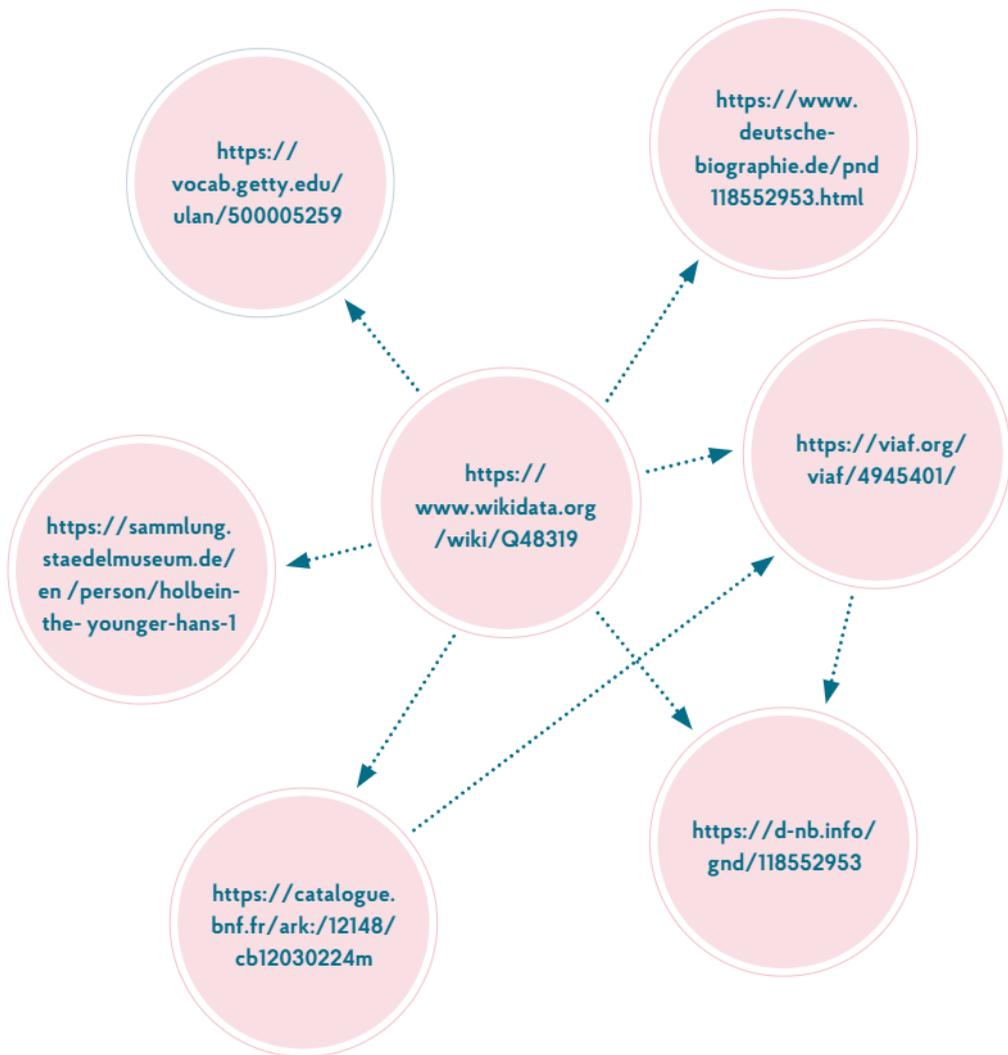 https://
vocab.getty.edu/
ulan/500005259
https://www.
deutsche-
biographie.de/pnd
118552953.html
https://
www.wikidata.org
/wiki/Q48319
https://viaf.org/
viaf/4945401/
https://sammlung.
staedelmuseum.de/
en /person/holbein-
the- younger-hans-1
https://d-nb.info/
gnd/118552953
https://catalogue.
bnf.fr/ark:/12148/
cb12030224m